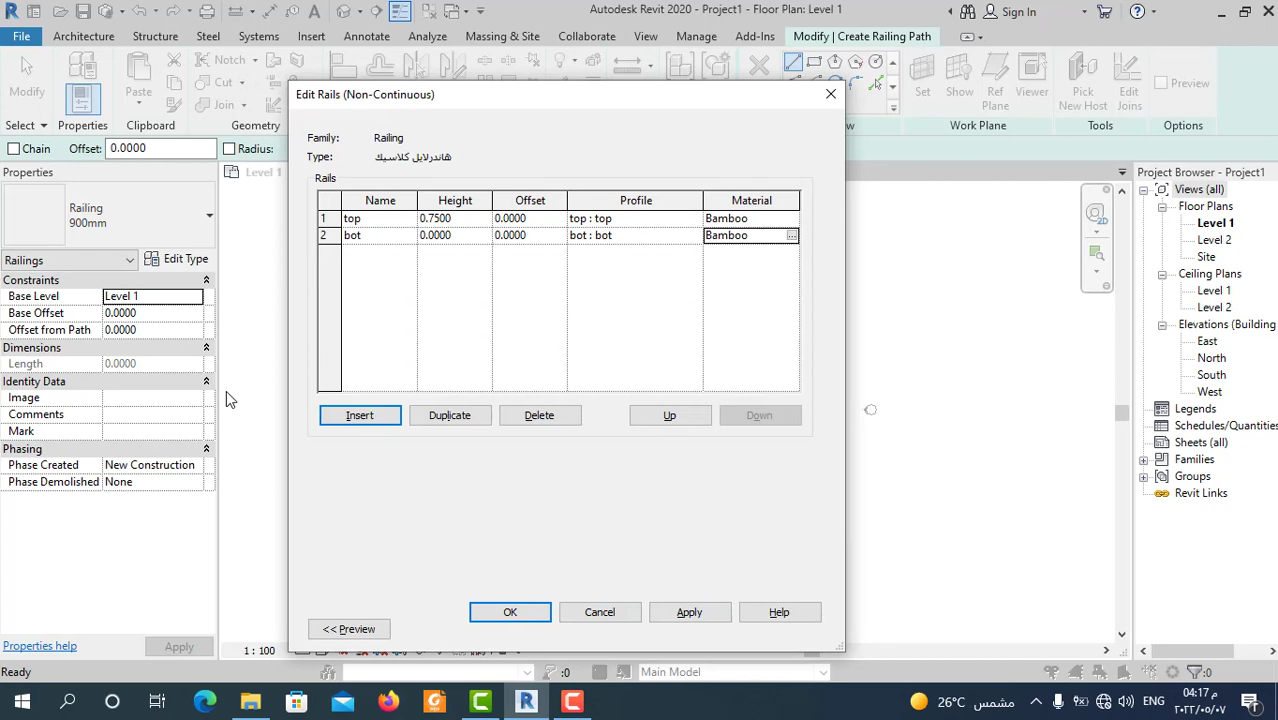 Autodesk Revit 2020 - Project1 - Floor Plan: Level 1
Sign In
File Architecture Structure Steel Systems Insert Annotate Analyze Massing & Site Collaborate View Manage Add-Ins Modify | Create Railing Path
Modify
Paste
Notch
Cut
Join
Set
Show
Ref Plane
Viewer
Pick New Host
Edit Joins
Preview
Select Properties Clipboard Geometry
Work Plane Tools Options
Chain Offset: 0.0000 Radius:
Properties
Railing
900mm
Railings
Edit Type
Constraints
Base Level Level 1
Base Offset 0.0000
Offset from Path 0.0000
Dimensions
Length 0.0000
Identity Data
Image
Comments
Mark
Phasing
Phase Created New Construction
Phase Demolished None
Properties help
Apply
Level 1
Edit Rails (Non-Continuous)
Family: Railing
Type: هاندرلايل كلاسيك
Rails
Name Height Offset Profile Material
1 top 0.7500 0.0000 top : top Bamboo
2 bot 0.0000 0.0000 bot : bot Bamboo
Insert Duplicate Delete Up Down
OK Cancel Apply Help
<< Preview
2D
Project Browser - Project1
Views (all)
Floor Plans
Level 1
Level 2
Site
Ceiling Plans
Level 1
Level 2
Elevations (Building
East
North
South
West
Legends
Schedules/Quantities
Sheets (all)
Families
Groups
Revit Links
1 : 100
Ready
:0
Main Model
:0
26°C مشمس
ENG
04:17 م
٢٠٢٢/٠٥/٠٧